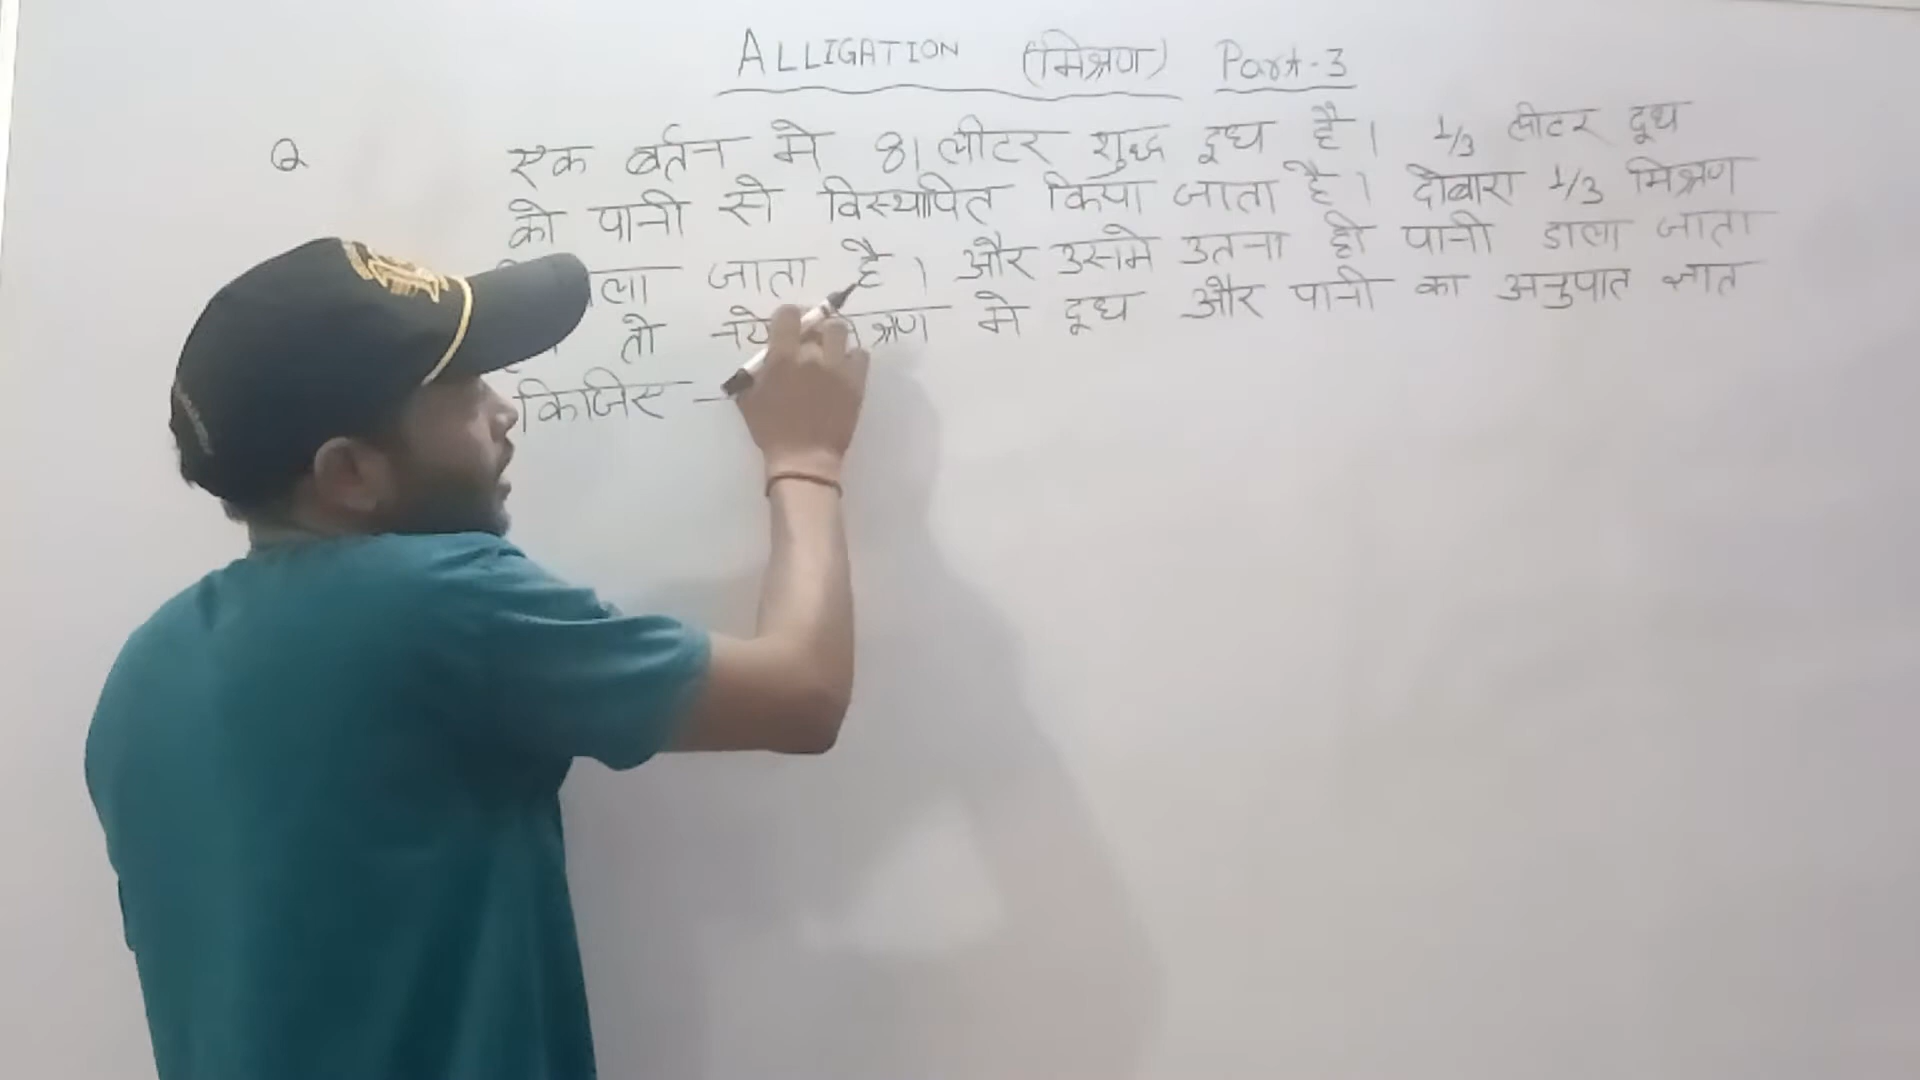 ALLIGATION (मिश्रण) Part-3
Q एक बर्तन मे 81 लीटर शुद्ध दूध है। 1/3 लीटर दूध
को पानी से विस्थापित किया जाता है। दोबारा 1/3 मिश्रण
जाता है। और उसमे उतना ही पानी डाला जाता
तो नये मिश्रण मे दूध और पानी का अनुपात ज्ञात
किजिए -